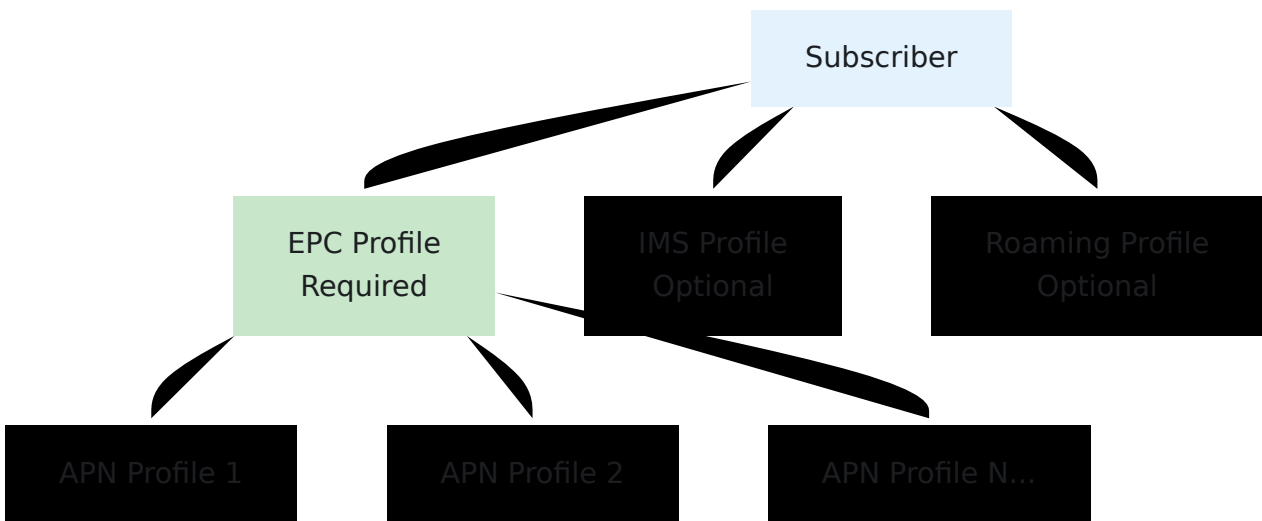 Subscriber
EPC Profile
Required
IMS Profile
Optional
Roaming Profile
Optional
APN Profile 1
APN Profile 2
APN Profile N...